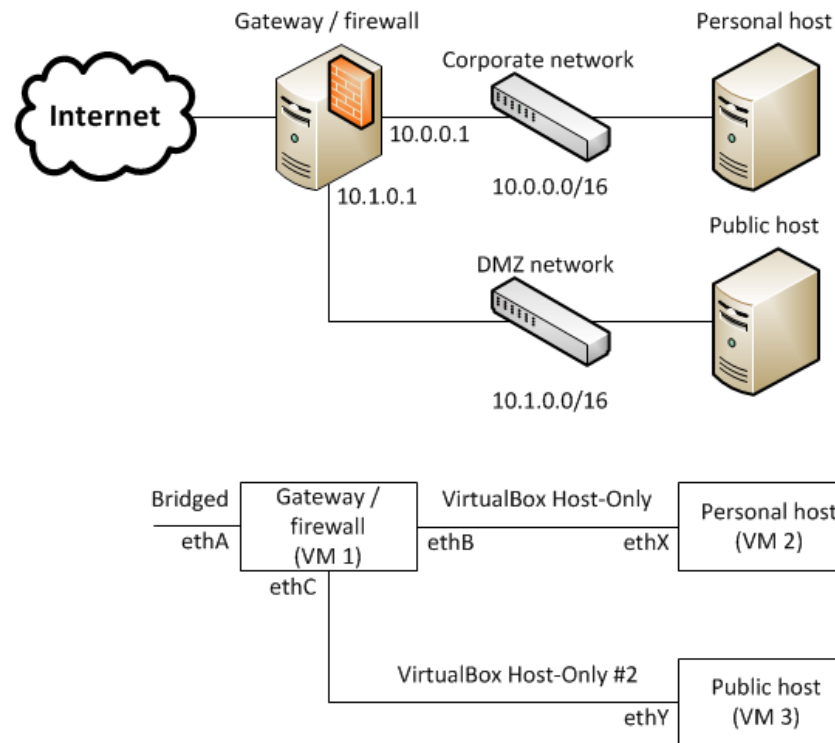 Gateway / firewall
Personal host
Corporate network
Internet
10.0.0.1
10.0.0.0/16
10.1.0.1
Public host
DMZ network
10.1.0.0/16
Bridged
ethA
Gateway /
firewall
(VM 1)
VirtualBox Host-Only
ethB
ethX
Personal host
(VM 2)
ethC
VirtualBox Host-Only #2
ethY
Public host
(VM 3)